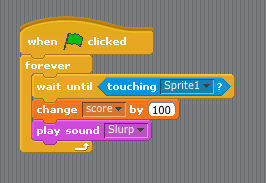 when clicked
forever
wait until touching Sprite1 ?
change score by 100
play sound Slurp